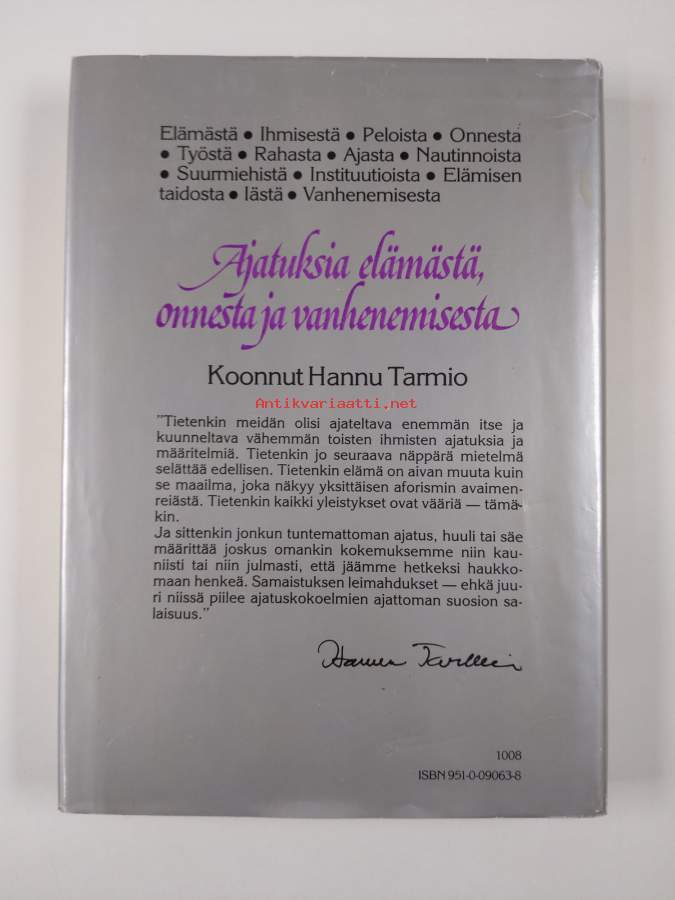 Elämästä • Ihmisestä • Peloista • Onnesta
• Työstä • Rahasta • Ajasta • Nautinnoista
• Suurmiehistä • Instituutioista • Elämisen
taidosta • Iästä • Vanhenemisesta
Ajatuksia elämästä,
onnesta ja vanhenemisesta
Koonnut Hannu Tarmio
Antikvariaatti.net
"Tietenkin meidän olisi ajateltava enemmän itse ja
kuunneltava vähemmän toisten ihmisten ajatuksia ja
määritelmiä. Tietenkin jo seuraava näppärä mietelmä
selättää edellisen. Tietenkin elämä on aivan muuta kuin
se maailma, joka näkyy yksittäisen aforismin avaimen-
reiästä. Tietenkin kaikki yleistykset ovat vääriä — tämä-
kin.
Ja sittenkin jonkun tuntemattoman ajatus, huuli tai säe
määrittää joskus omankin kokemuksemme niin kau-
niisti tai niin julmasti, että jäämme hetkeksi haukko-
maan henkeä. Samaistuksen leimahdukset — ehkä juu-
ri niissä piilee ajatuskokoelmien ajattoman suosion sa-
laisuus."
Hannu Tarmio
1008
ISBN 951-0-09063-8